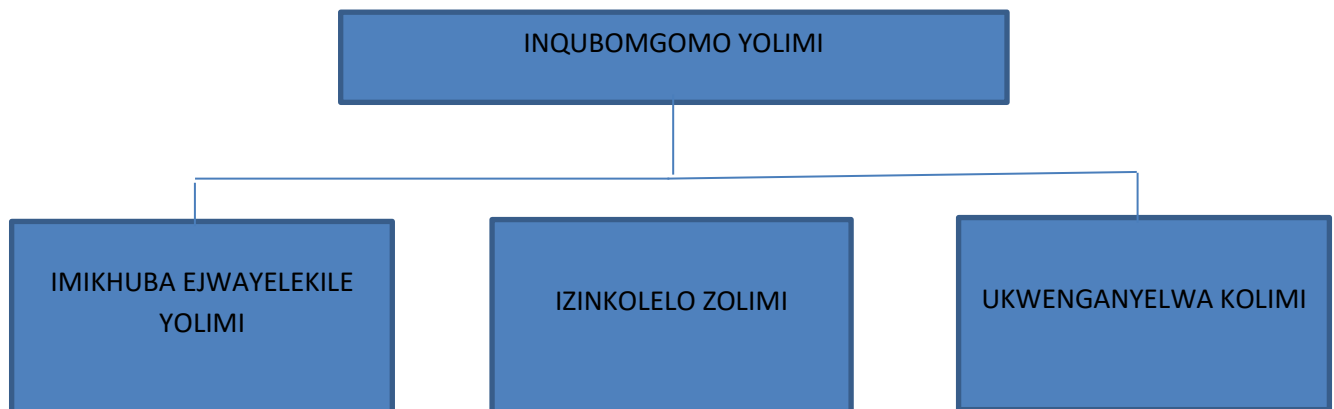 INQUBOMGOMO YOLIMI
IMIKHUBA EJWAYELEKILE
YOLIMI
IZINKOLELO ZOLIMI
UKWENGANYELWA KOLIMI